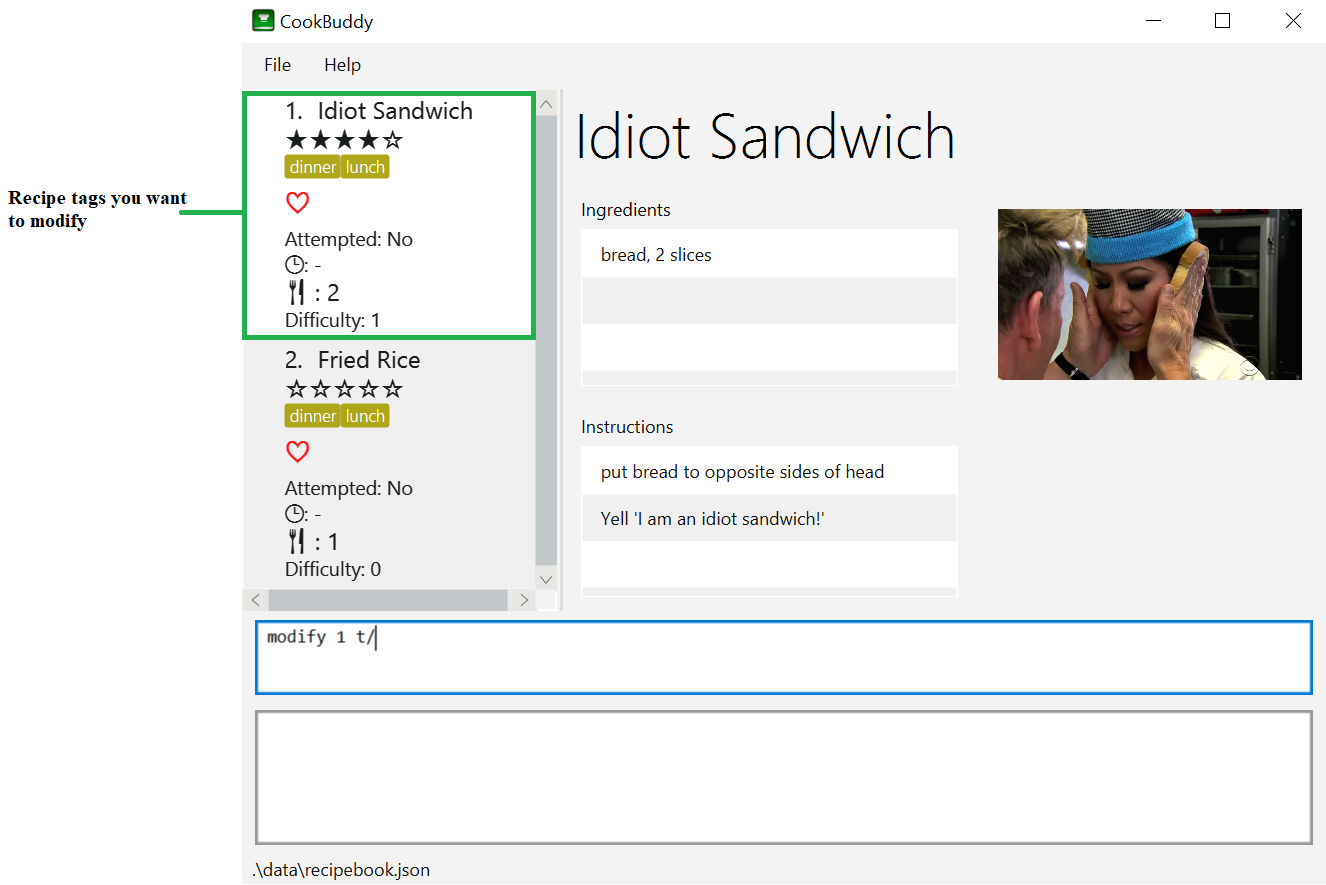 CookBuddy
File Help
Recipe tags you want
to modify
1. Idiot Sandwich
★★★★☆
dinner lunch
Attempted: No
: -
: 2
Difficulty: 1
2. Fried Rice
☆☆☆☆☆
dinner lunch
Attempted: No
: -
: 1
Difficulty: 0
Idiot Sandwich
Ingredients
bread, 2 slices
Instructions
put bread to opposite sides of head
Yell 'I am an idiot sandwich!'
modify 1 t/
.\data\recipebook.json